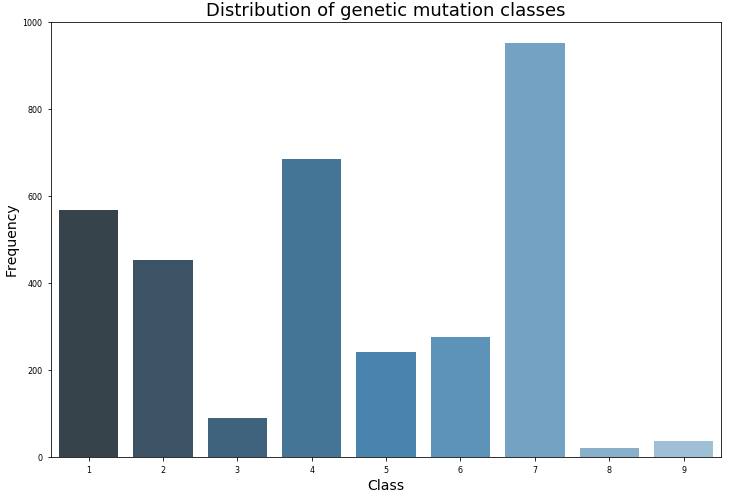 Distribution of genetic mutation classes
1000
800
600
400
200
0
Frequency
1 2 3 4 5 6 7 8 9
Class